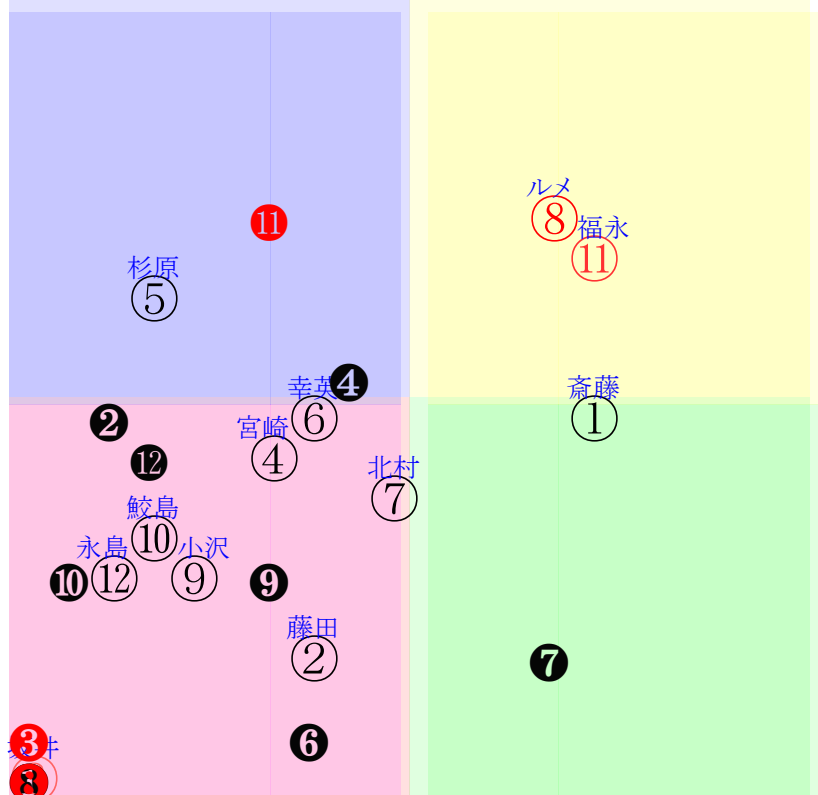 ルメ
⑧
⓫
福永
⑪
杉原
⑤
幸英
❹
⑥
斎藤
①
❷
宮崎
④
⓬
北村
⑦
鮫島
⑩
永島
小沢
❿
⑫
⑨
❾
藤田
②
❼
❸
❻
❽